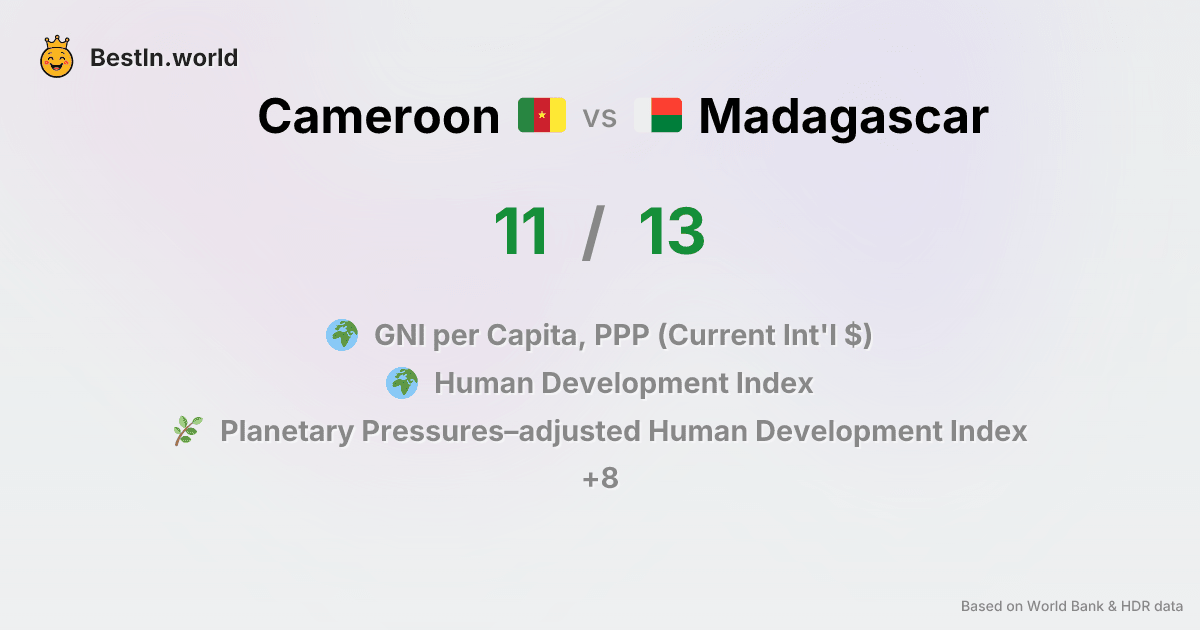 BestIn.world
Cameroon vs Madagascar
11 / 13
GNI per Capita, PPP (Current Int'l $)
Human Development Index
Planetary Pressures–adjusted Human Development Index
+8
Based on World Bank & HDR data